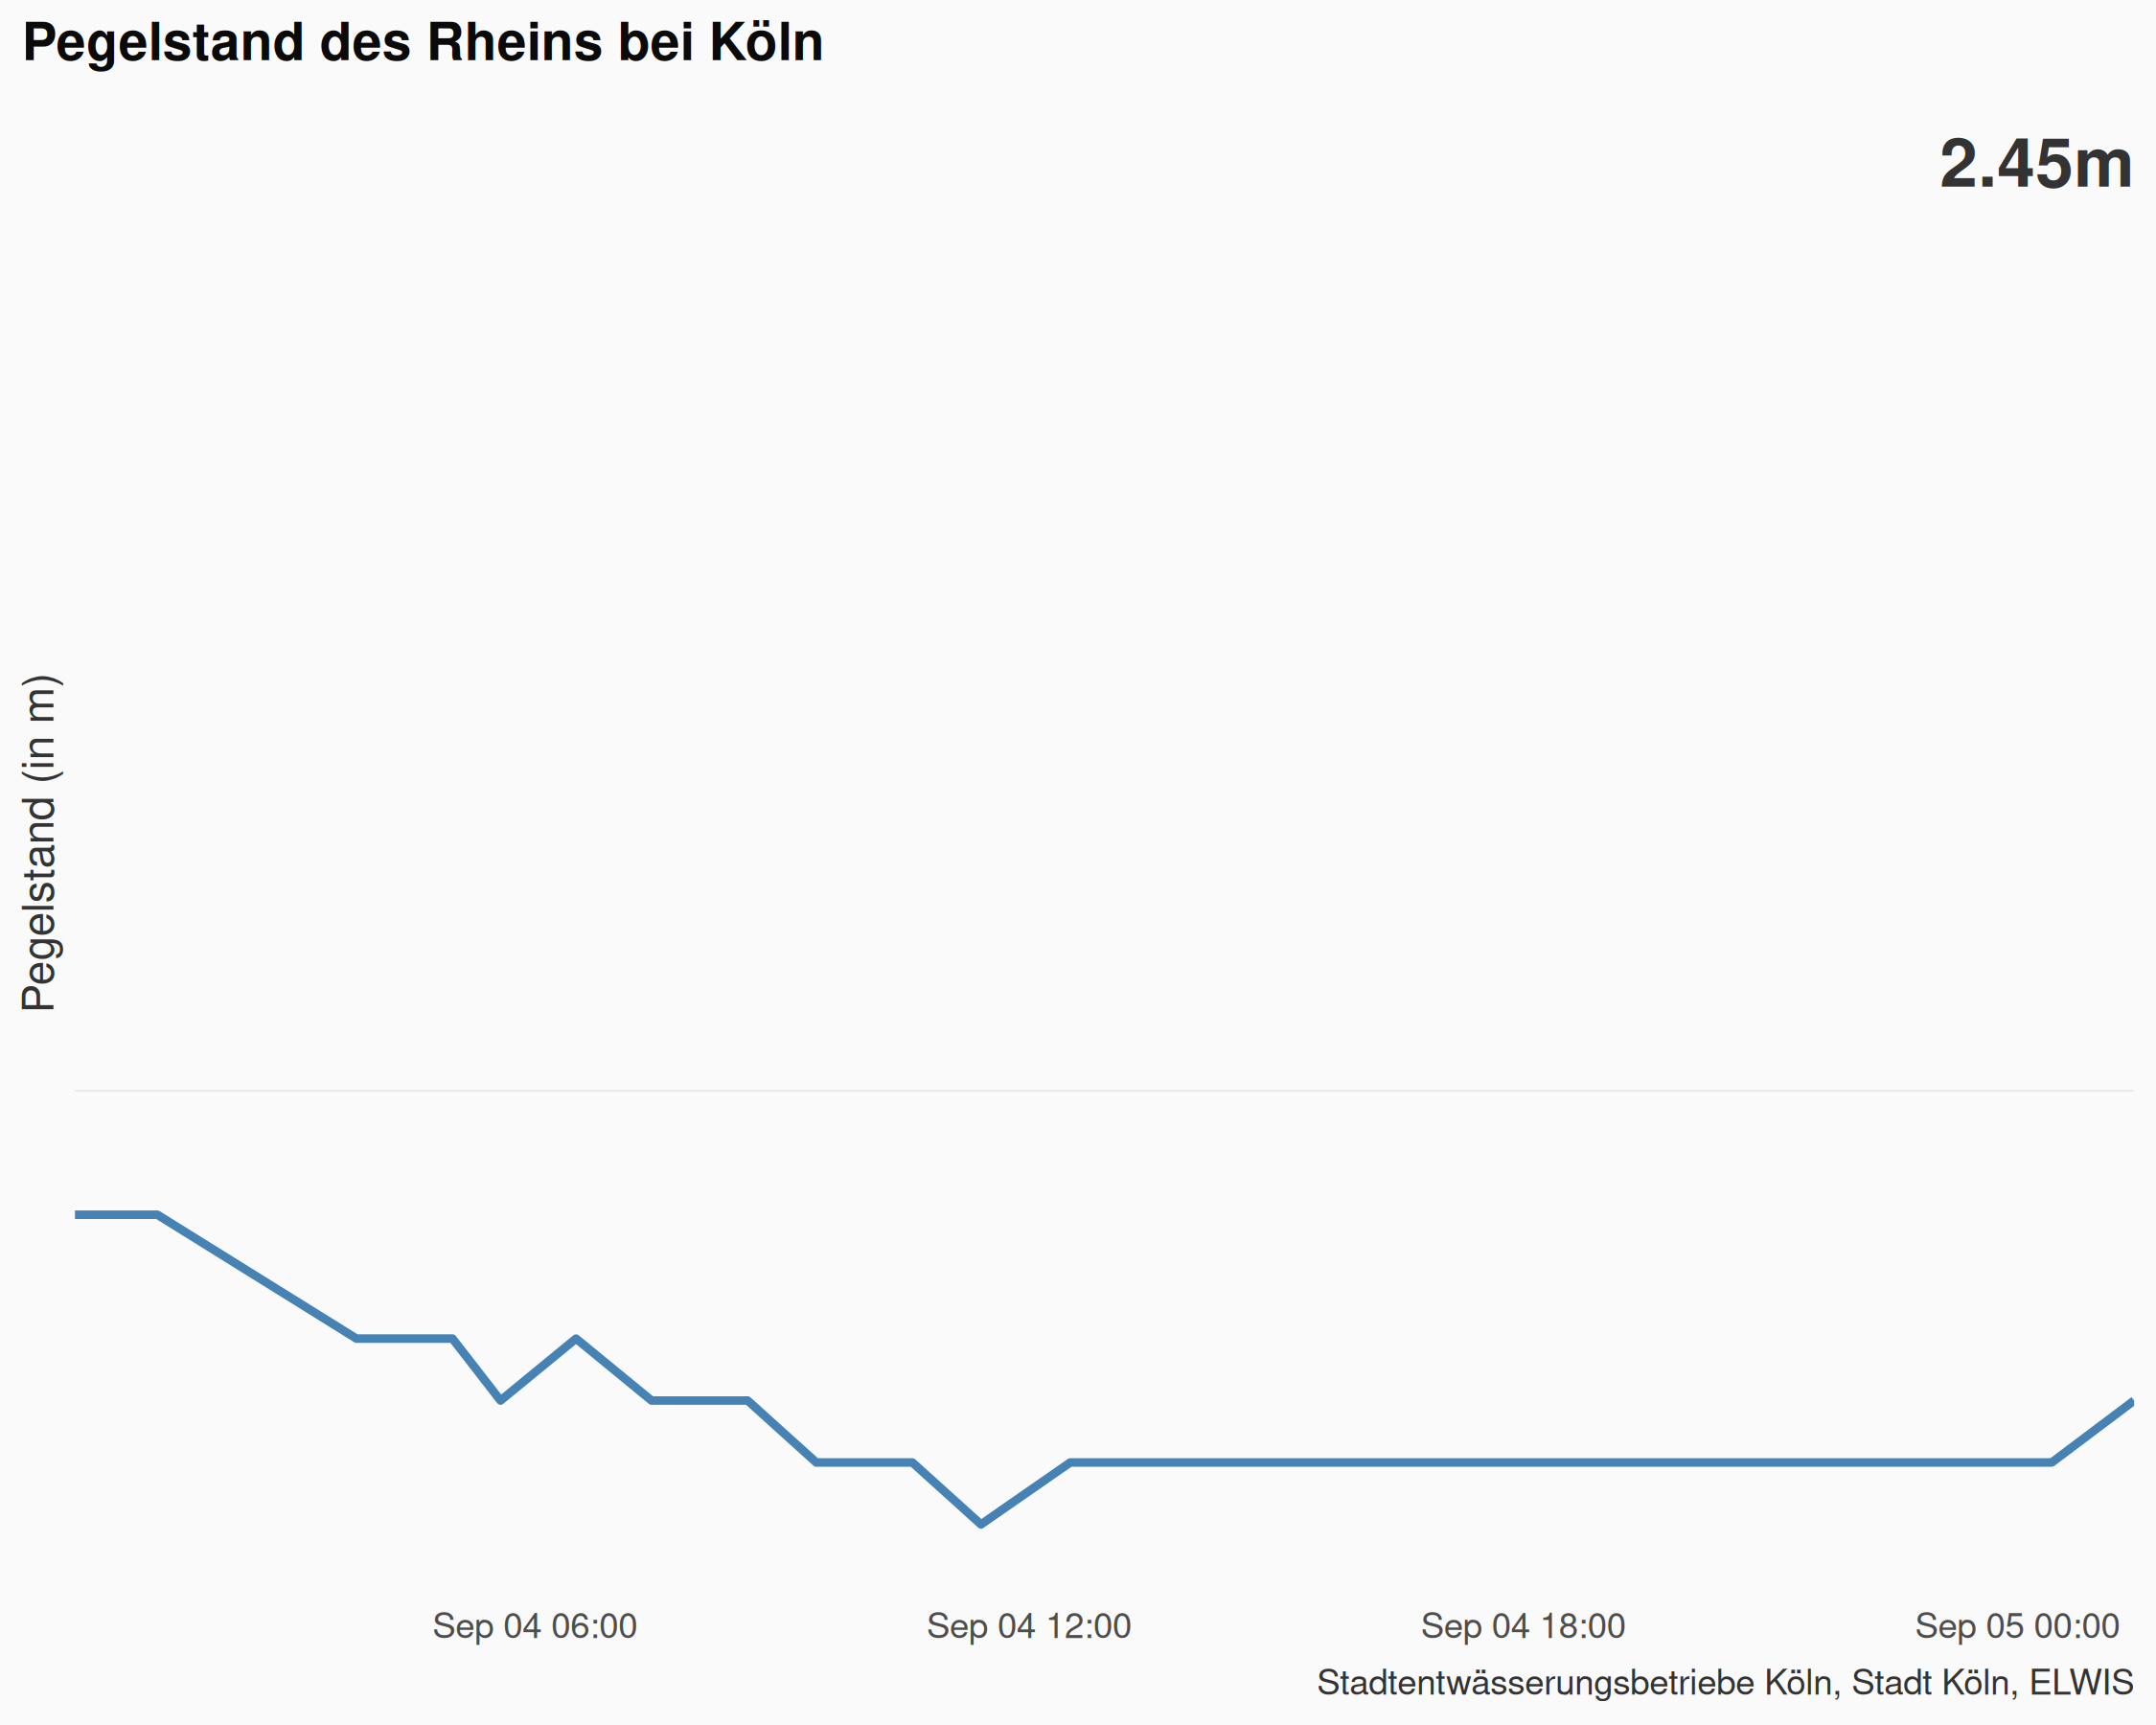 Pegelstand des Rheins bei Köln
2.45m
Pegelstand (in m)
Sep 04 06:00
Sep 04 12:00
Sep 04 18:00
Sep 05 00:00
Stadtentwässerungsbetriebe Köln, Stadt Köln, ELWIS